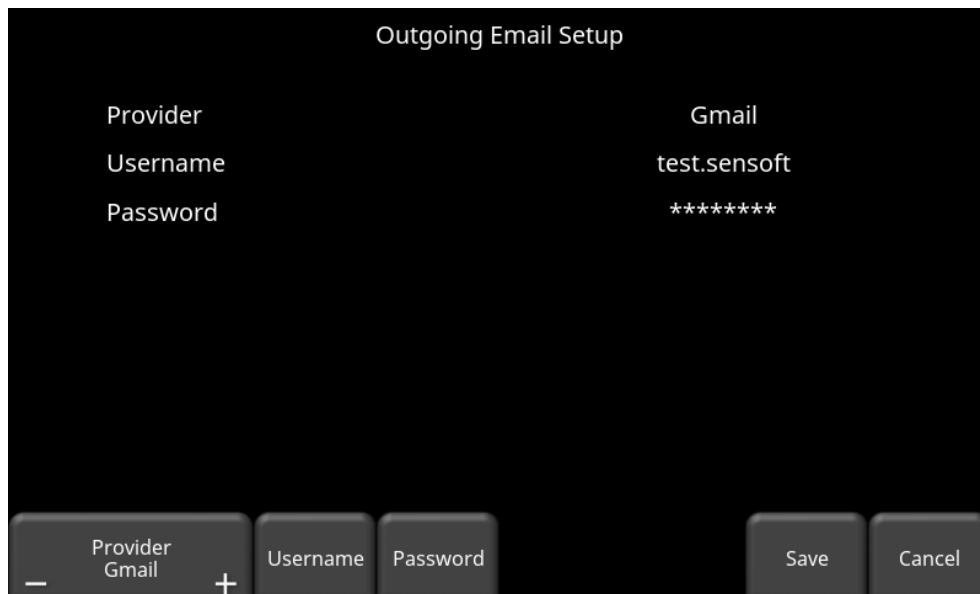 Outgoing Email Setup
Provider Gmail
Username test.sensoft
Password ********
Provider
Gmail
− +
Username
Password
Save
Cancel